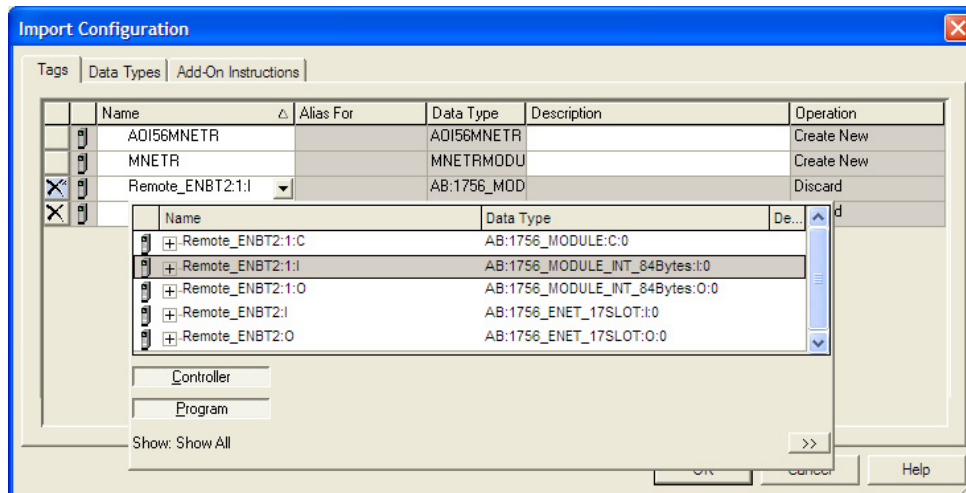 Import Configuration
Tags Data Types Add-On Instructions
Name Alias For Data Type Description Operation
AOI56MNETR AOI56MNETR Create New
MNETR MNETRMODU Create New
Remote_ENBT2:1:I AB:1756_MOD Discard
Name Data Type De...
Remote_ENBT2:1:C AB:1756_MODULE:C:0
Remote_ENBT2:1:I AB:1756_MODULE_INT_84Bytes:I:0
Remote_ENBT2:1:O AB:1756_MODULE_INT_84Bytes:O:0
Remote_ENBT2:I AB:1756_ENET_17SLOT:I:0
Remote_ENBT2:O AB:1756_ENET_17SLOT:O:0
Controller
Program
Show: Show All >>
OK Cancel Help